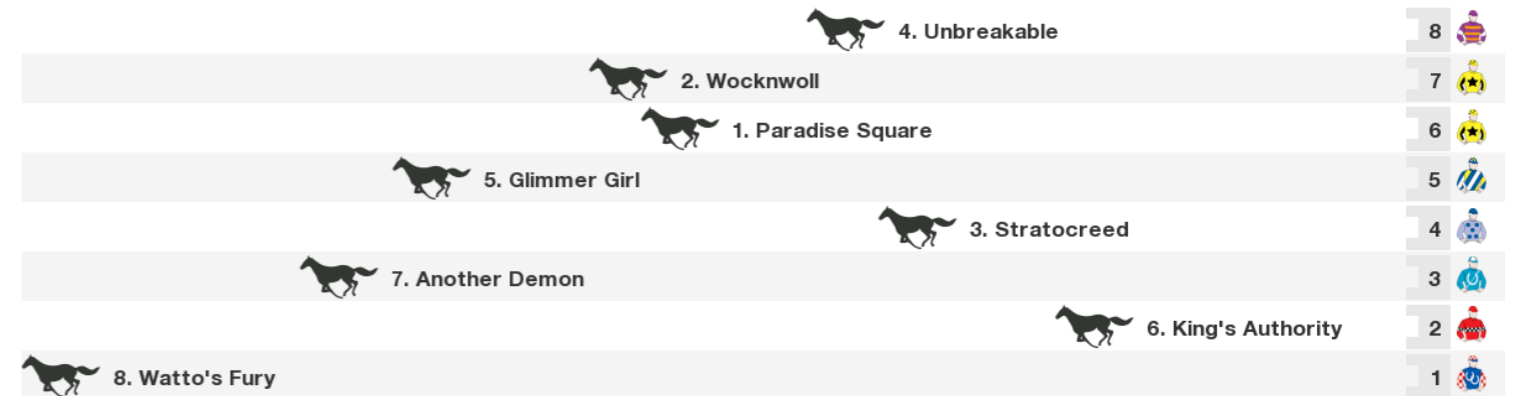 4. Unbreakable 8
2. Wocknwoll 7
1. Paradise Square 6
5. Glimmer Girl 5
3. Stratocreed 4
7. Another Demon 3
6. King's Authority 2
8. Watto's Fury 1